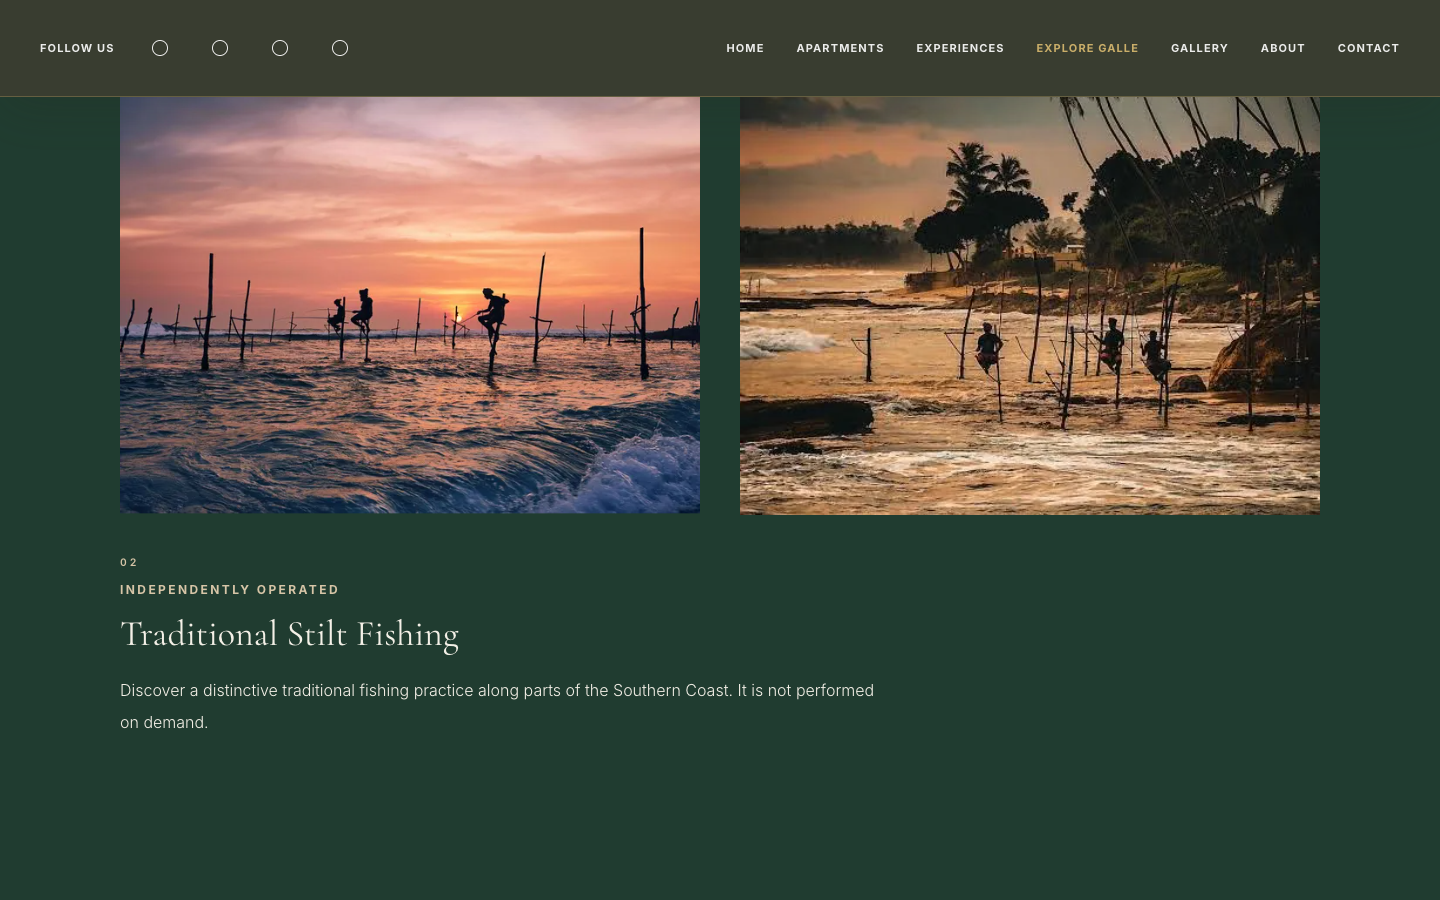 FOLLOW US
HOME APARTMENTS EXPERIENCES EXPLORE GALLE GALLERY ABOUT CONTACT
02
INDEPENDENTLY OPERATED
Traditional Stilt Fishing
Discover a distinctive traditional fishing practice along parts of the Southern Coast. It is not performed
on demand.